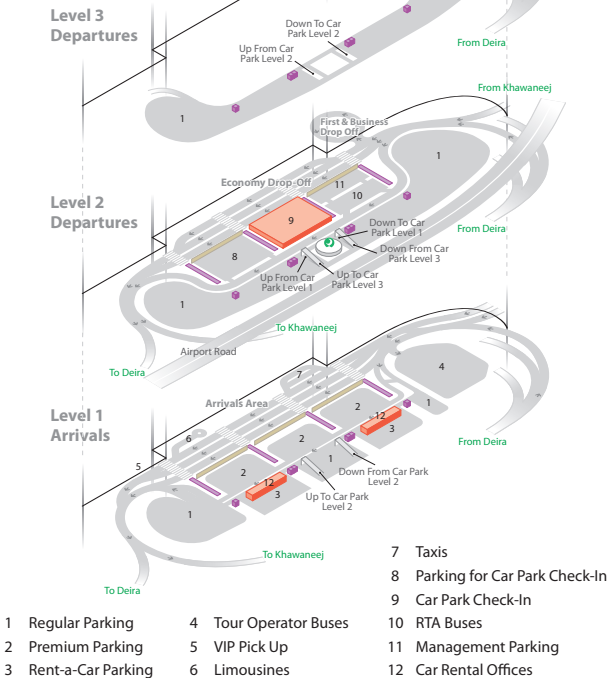 Level 3
Departures
Down To Car
Park Level 2
Up From Car
Park Level 2
From Deira
1
From Khawaneej
First & Business
Drop Off
1
Economy Drop-Off
11
10
9
Level 2
Departures
Down To Car
Park Level 1
From Deira
Down From Car
Park Level 3
8
Up From Car
Park Level 1
Up To Car
Park Level 3
1
To Khawaneej
Airport Road
To Deira
7
4
Arrivals Area
2
12
1
Level 1
Arrivals
3
6
2
From Deira
5
1
Down From Car Park
Level 2
2
12
3
Up To Car Park
Level 2
1
To Khawaneej
To Deira
1 Regular Parking
2 Premium Parking
3 Rent-a-Car Parking
4 Tour Operator Buses
5 VIP Pick Up
6 Limousines
7 Taxis
8 Parking for Car Park Check-In
9 Car Park Check-In
10 RTA Buses
11 Management Parking
12 Car Rental Offices